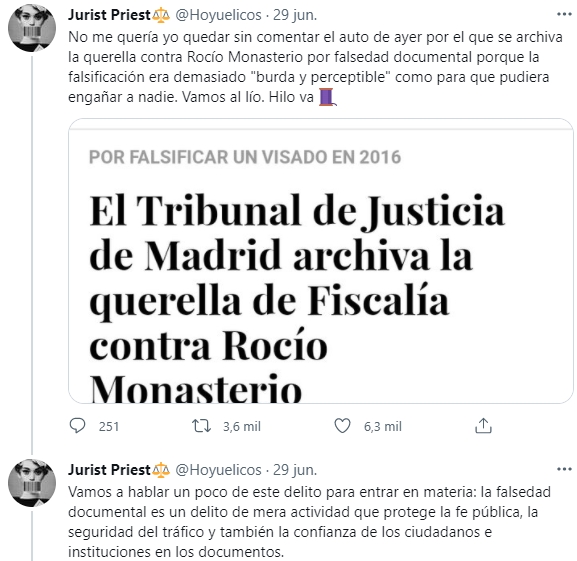 Jurist Priest⚖️ @Hoyuelicos · 29 jun.
No me quería yo quedar sin comentar el auto de ayer por el que se archiva
la querella contra Rocío Monasterio por falsedad documental porque la
falsificación era demasiado "burda y perceptible" como para que pudiera
engañar a nadie. Vamos al lío. Hilo va 🧵
POR FALSIFICAR UN VISADO EN 2016
El Tribunal de Justicia
de Madrid archiva la
querella de Fiscalía
contra Rocío
Monasterio
251 3,6 mil 6,3 mil
Jurist Priest⚖️ @Hoyuelicos · 29 jun.
Vamos a hablar un poco de este delito para entrar en materia: la falsedad
documental es un delito de mera actividad que protege la fe pública, la
seguridad del tráfico y también la confianza de los ciudadanos e
instituciones en los documentos.